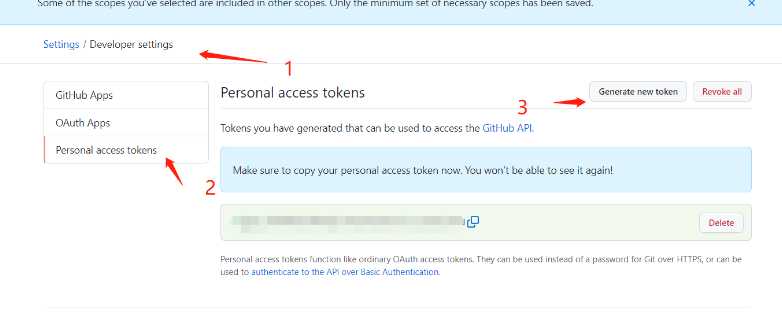 Some of the scopes you've selected are included in other scopes. Only the minimum set of necessary scopes has been saved.
Settings / Developer settings
1
GitHub Apps
OAuth Apps
Personal access tokens
2
Personal access tokens
3
Generate new token
Revoke all
Tokens you have generated that can be used to access the GitHub API.
Make sure to copy your personal access token now. You won't be able to see it again!
Delete
Personal access tokens function like ordinary OAuth access tokens. They can be used instead of a password for Git over HTTPS, or can be
used to authenticate to the API over Basic Authentication.